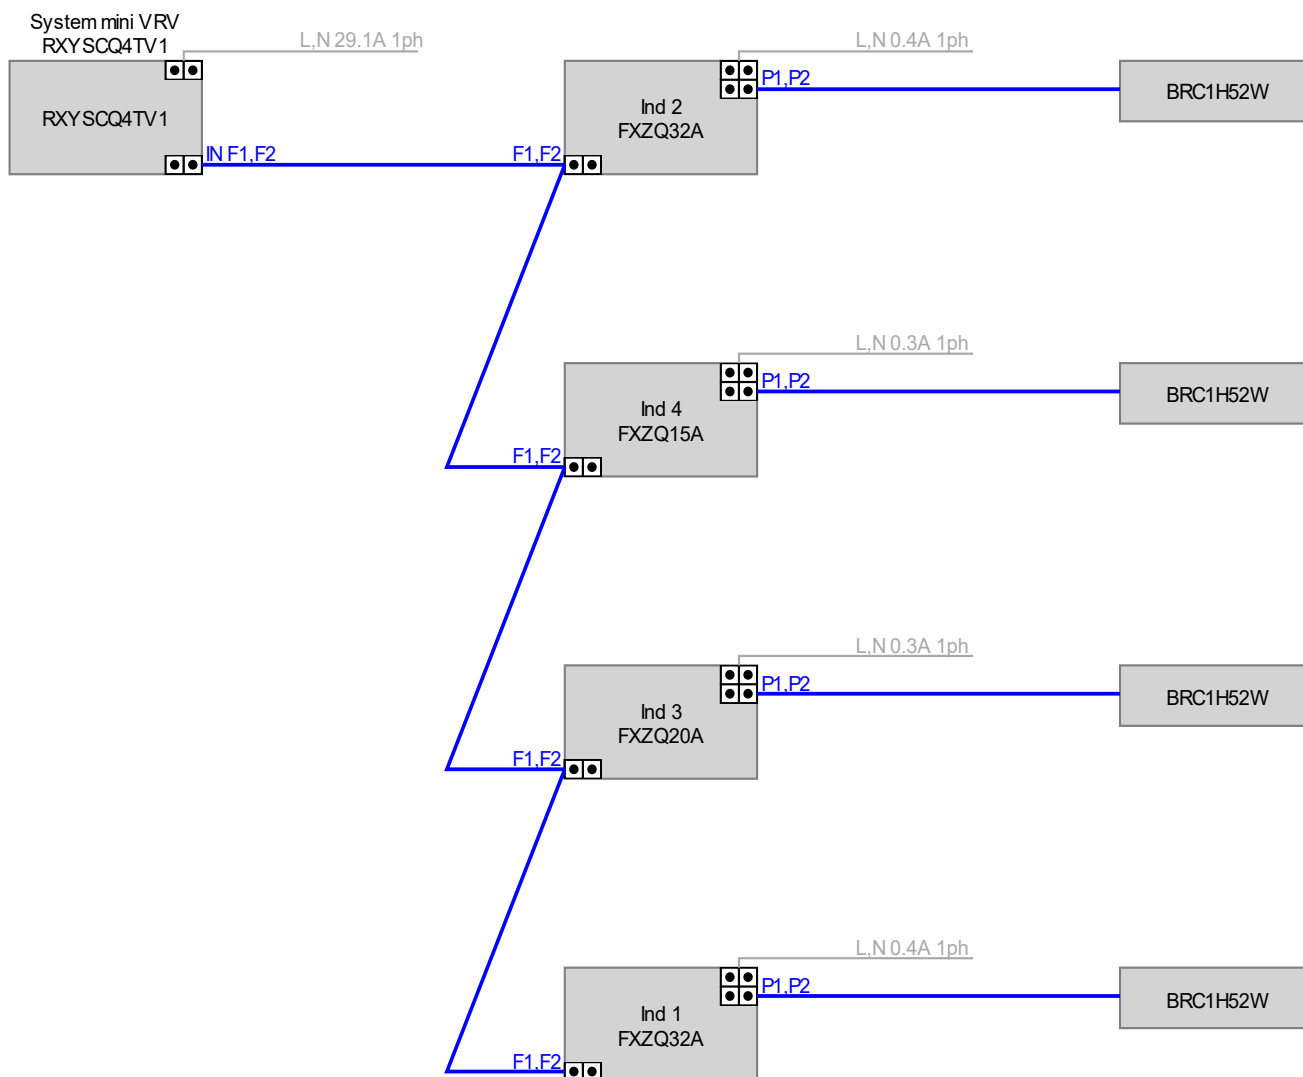 System mini VRV
RXYSCQ4TV1
L,N 29.1A 1ph
RXYSCQ4TV1
IN F1,F2
L,N 0.4A 1ph
P1,P2
Ind 2
FXZQ32A
F1,F2
BRC1H52W
L,N 0.3A 1ph
P1,P2
Ind 4
FXZQ15A
F1,F2
BRC1H52W
L,N 0.3A 1ph
P1,P2
Ind 3
FXZQ20A
F1,F2
BRC1H52W
L,N 0.4A 1ph
P1,P2
Ind 1
FXZQ32A
F1,F2
BRC1H52W